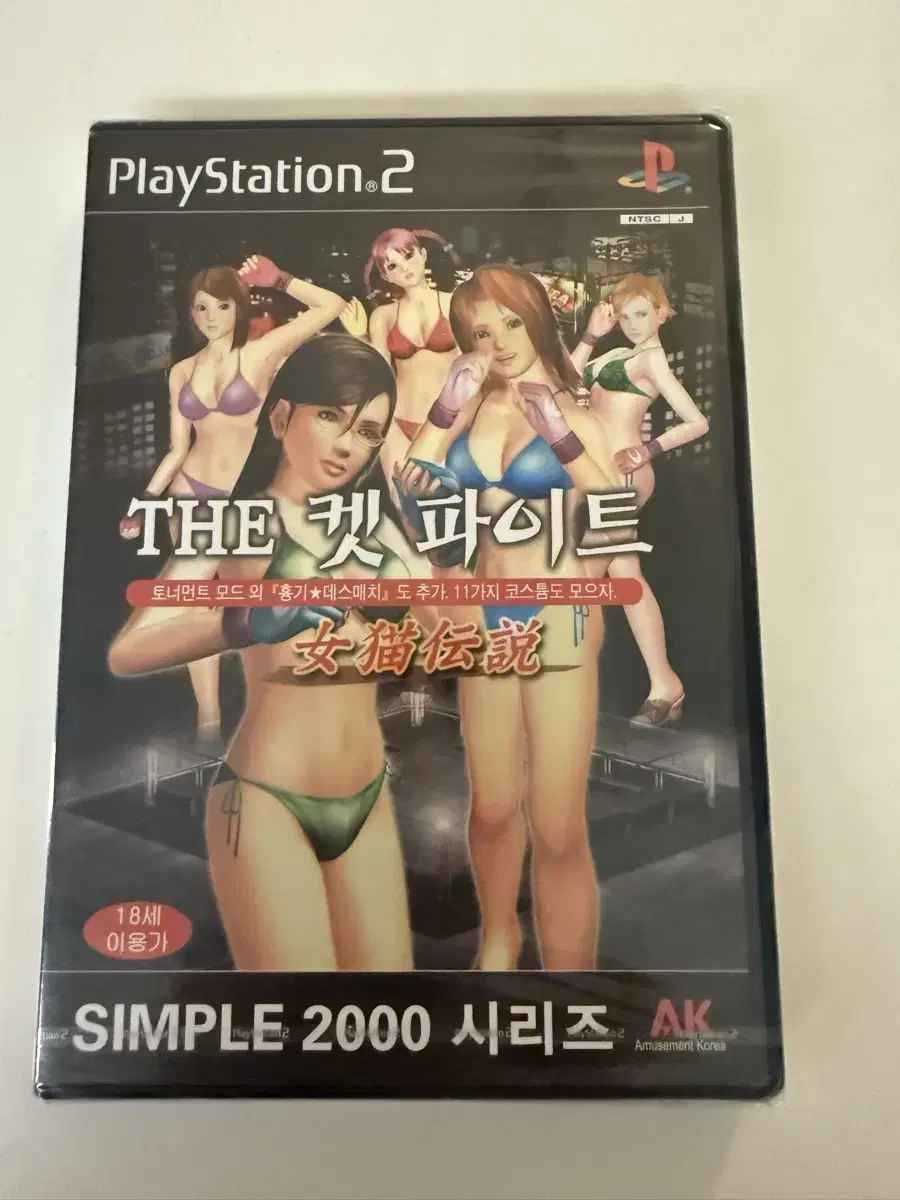 PlayStation®2
NTSC J
THE 켓 파이트
토너먼트 모드 외 『흉기★데스매치』도 추가. 11가지 코스튬도 모으자.
女猫伝説
18세
이용가
SIMPLE 2000 시리즈
AK
Amusement Korea